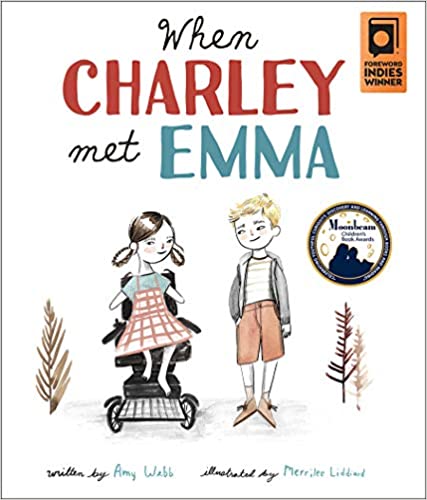 When
CHARLEY
met EMMA
FOREWORD
INDIES
WINNER
Moonbeam
Children's
Book Awards
written by Amy Webb illustrated by Merrilee Liddiard